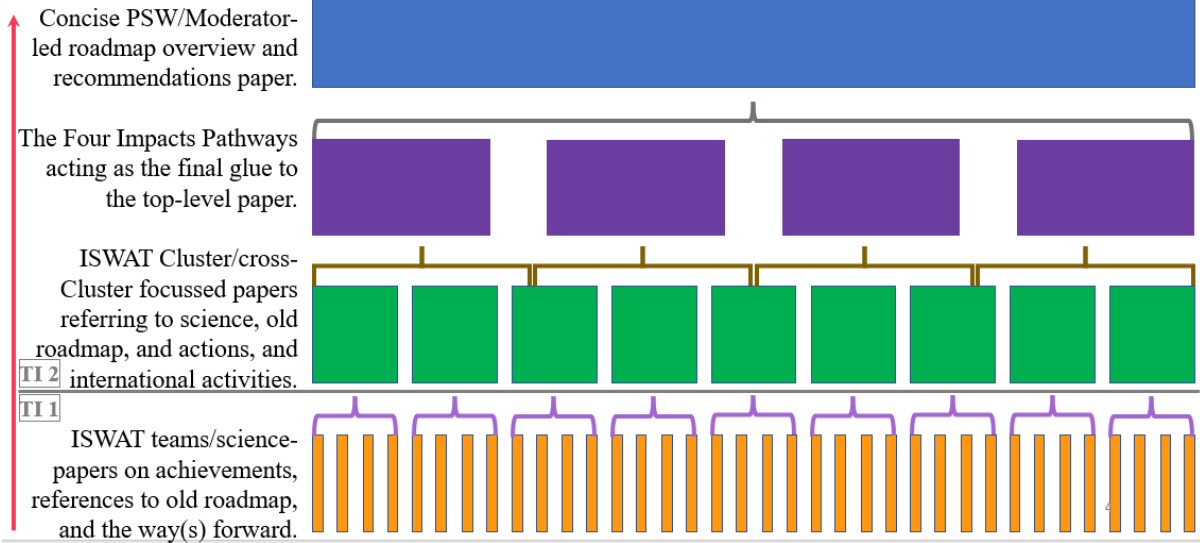 Concise PSW/Moderator-
led roadmap overview and
recommendations paper.
The Four Impacts Pathways
acting as the final glue to
the top-level paper.
ISWAT Cluster/cross-
Cluster focussed papers
referring to science, old
roadmap, and actions, and
TI 2 international activities.
TI 1
ISWAT teams/science-
papers on achievements,
references to old roadmap,
and the way(s) forward.